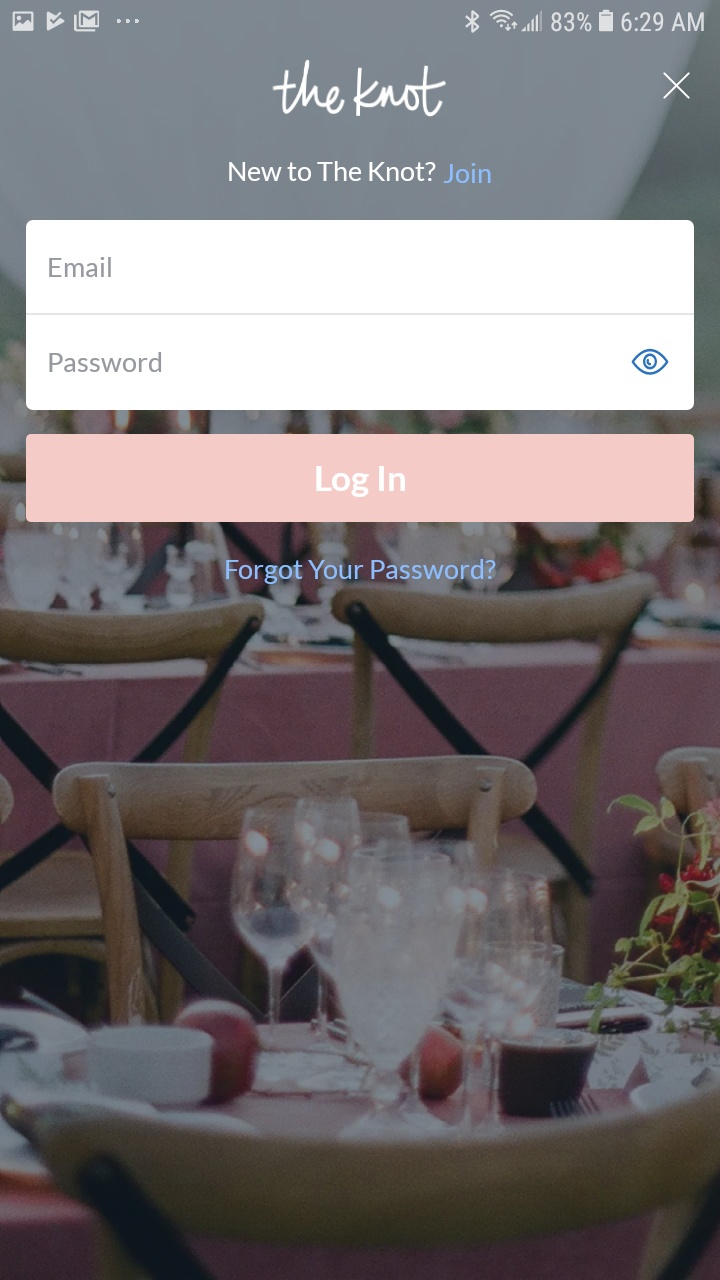 83% 6:29 AM
the knot
New to The Knot? Join
Email
Password
Log In
Forgot Your Password?